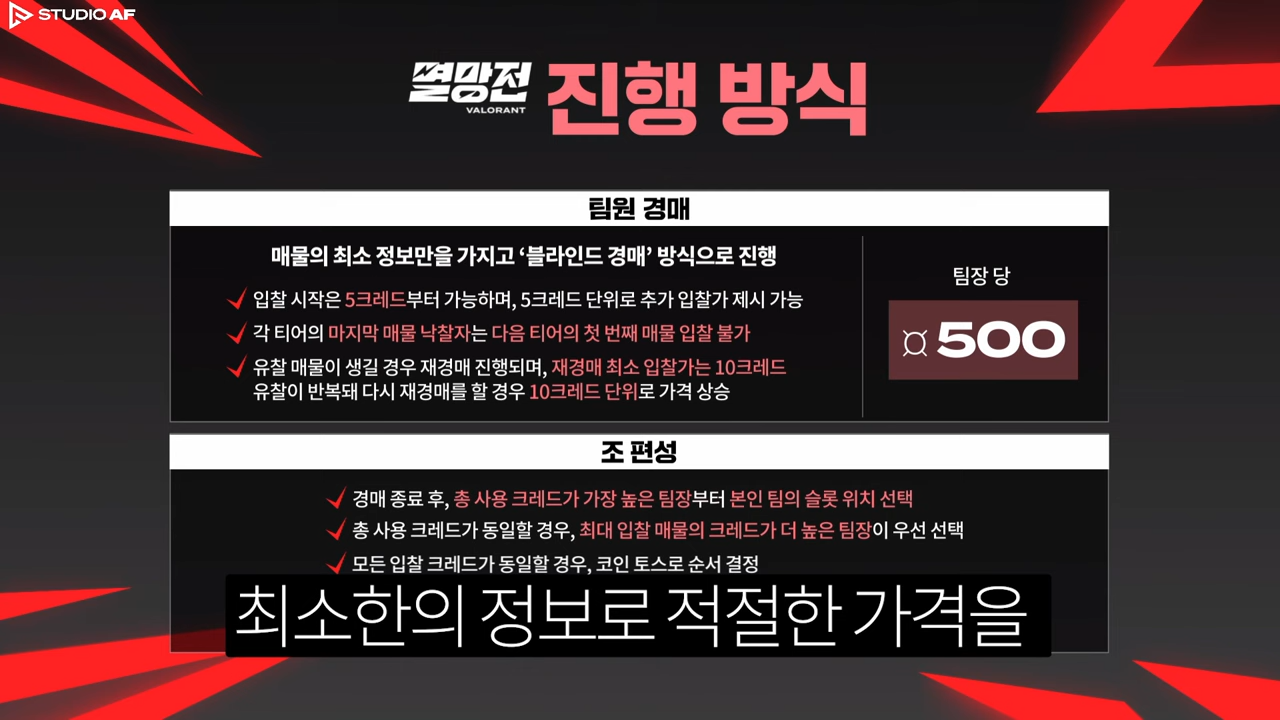 STUDIO AF
멸망전
VALORANT
진행 방식
팀원 경매
매물의 최소 정보만을 가지고 ‘블라인드 경매’ 방식으로 진행
입찰 시작은 5크레드부터 가능하며, 5크레드 단위로 추가 입찰가 제시 가능
각 티어의 마지막 매물 낙찰자는 다음 티어의 첫 번째 매물 입찰 불가
유찰 매물이 생길 경우 재경매 진행되며, 재경매 최소 입찰가는 10크레드
유찰이 반복돼 다시 재경매를 할 경우 10크레드 단위로 가격 상승
팀장 당
¤ 500
조 편성
경매 종료 후, 총 사용 크레드가 가장 높은 팀장부터 본인 팀의 슬롯 위치 선택
총 사용 크레드가 동일할 경우, 최대 입찰 매물의 크레드가 더 높은 팀장이 우선 선택
모든 입찰 크레드가 동일할 경우, 코인 토스로 순서 결정
최소한의 정보로 적절한 가격을